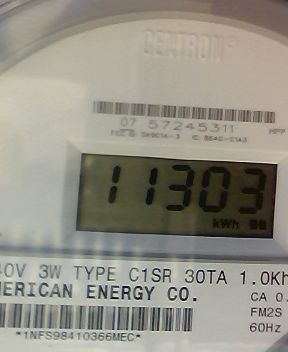 CENTRON®
07 57245311
11303
kWh
40V 3W TYPE C1SR 30TA 1.0Kh
MERICAN ENERGY CO.
CA 0.
FM2S
60Hz
*1NFS98410366MEC*